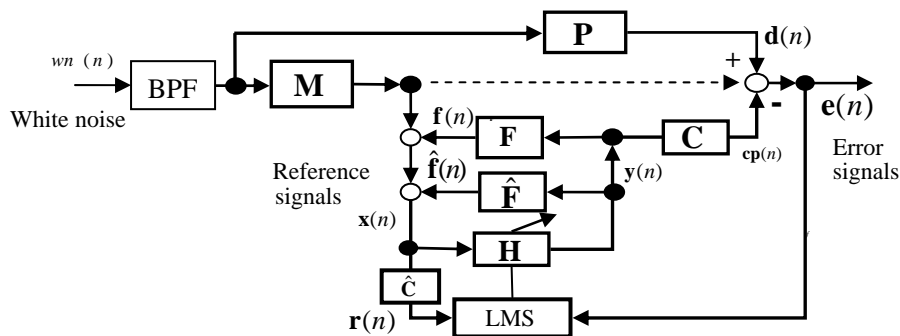 P
d(n)
wn (n)
+
BPF
M
-
e(n)
White noise
f(n)
F
C
cp(n)
Error
signals
Reference
signals
f̂(n)
F̂
y(n)
x(n)
H
Ĉ
r(n)
LMS